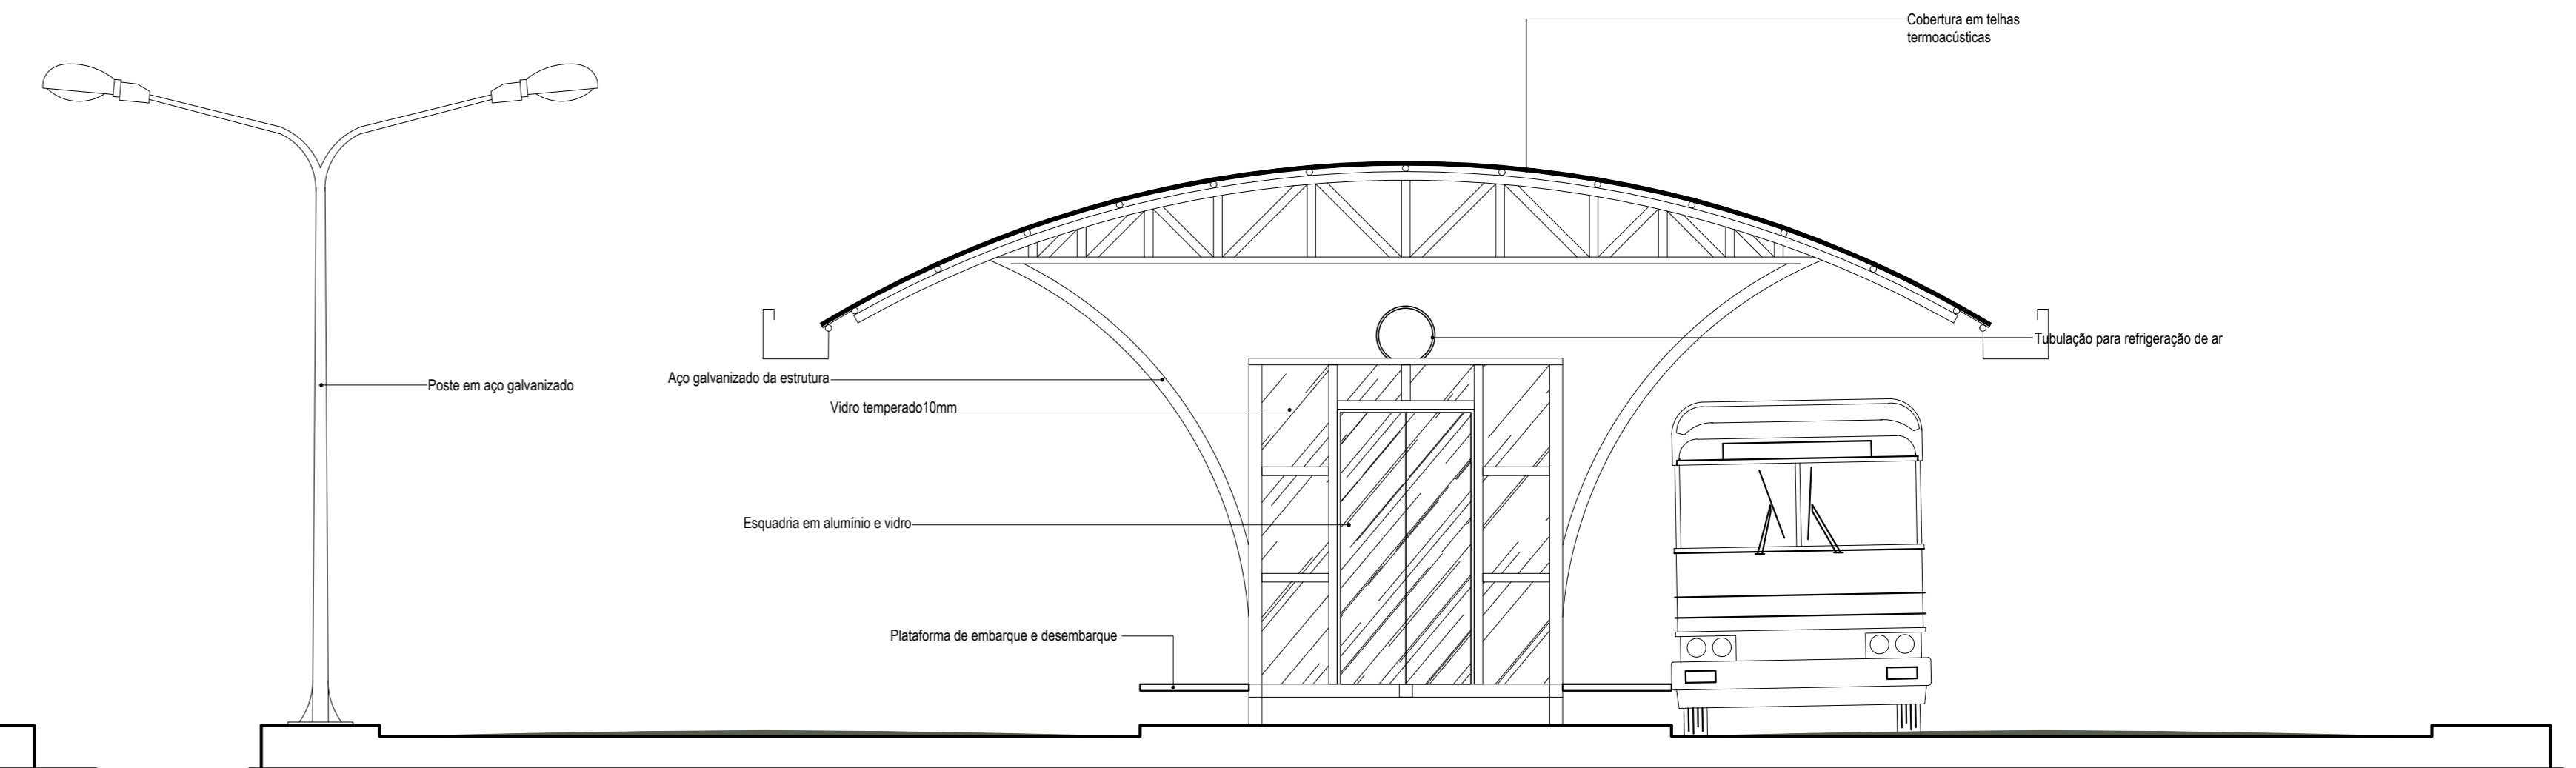 Cobertura em telhas
termoacústicas
Tubulação para refrigeração de ar
Aço galvanizado da estrutura
Poste em aço galvanizado
Vidro temperado10mm
Esquadria em alumínio e vidro
Plataforma de embarque e desembarque